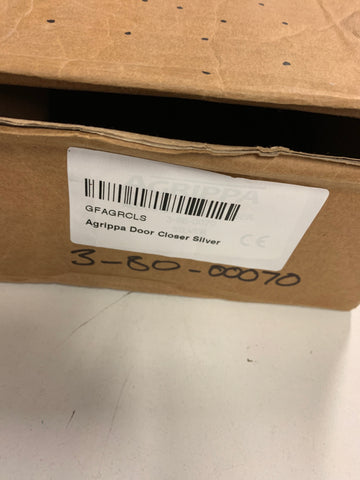 AGRIPPA
GFAGRCLS
Agrippa Door Closer Silver
CE
3-80-00070